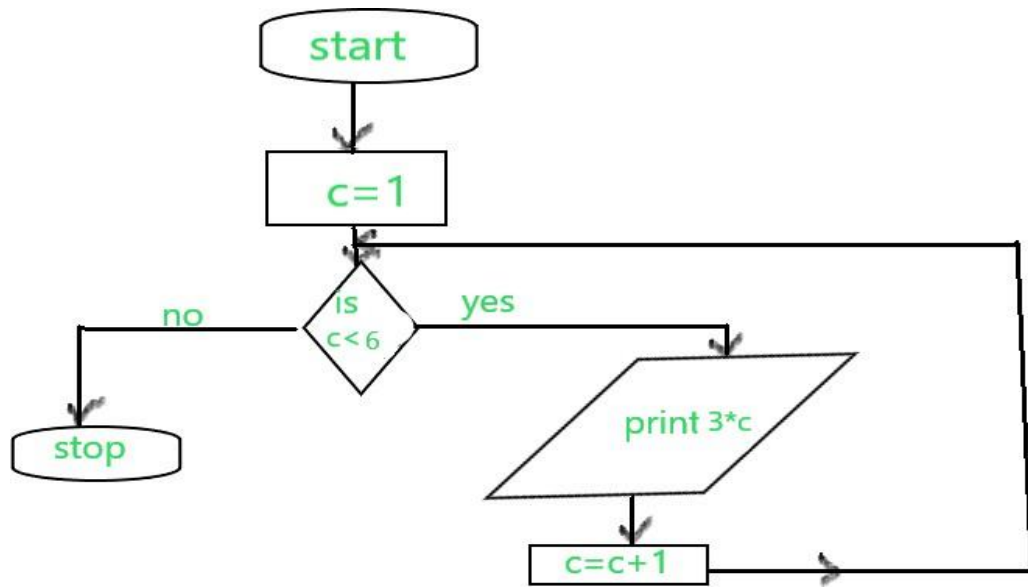 start
c=1
is
c<6
yes
no
print 3*c
stop
c=c+1